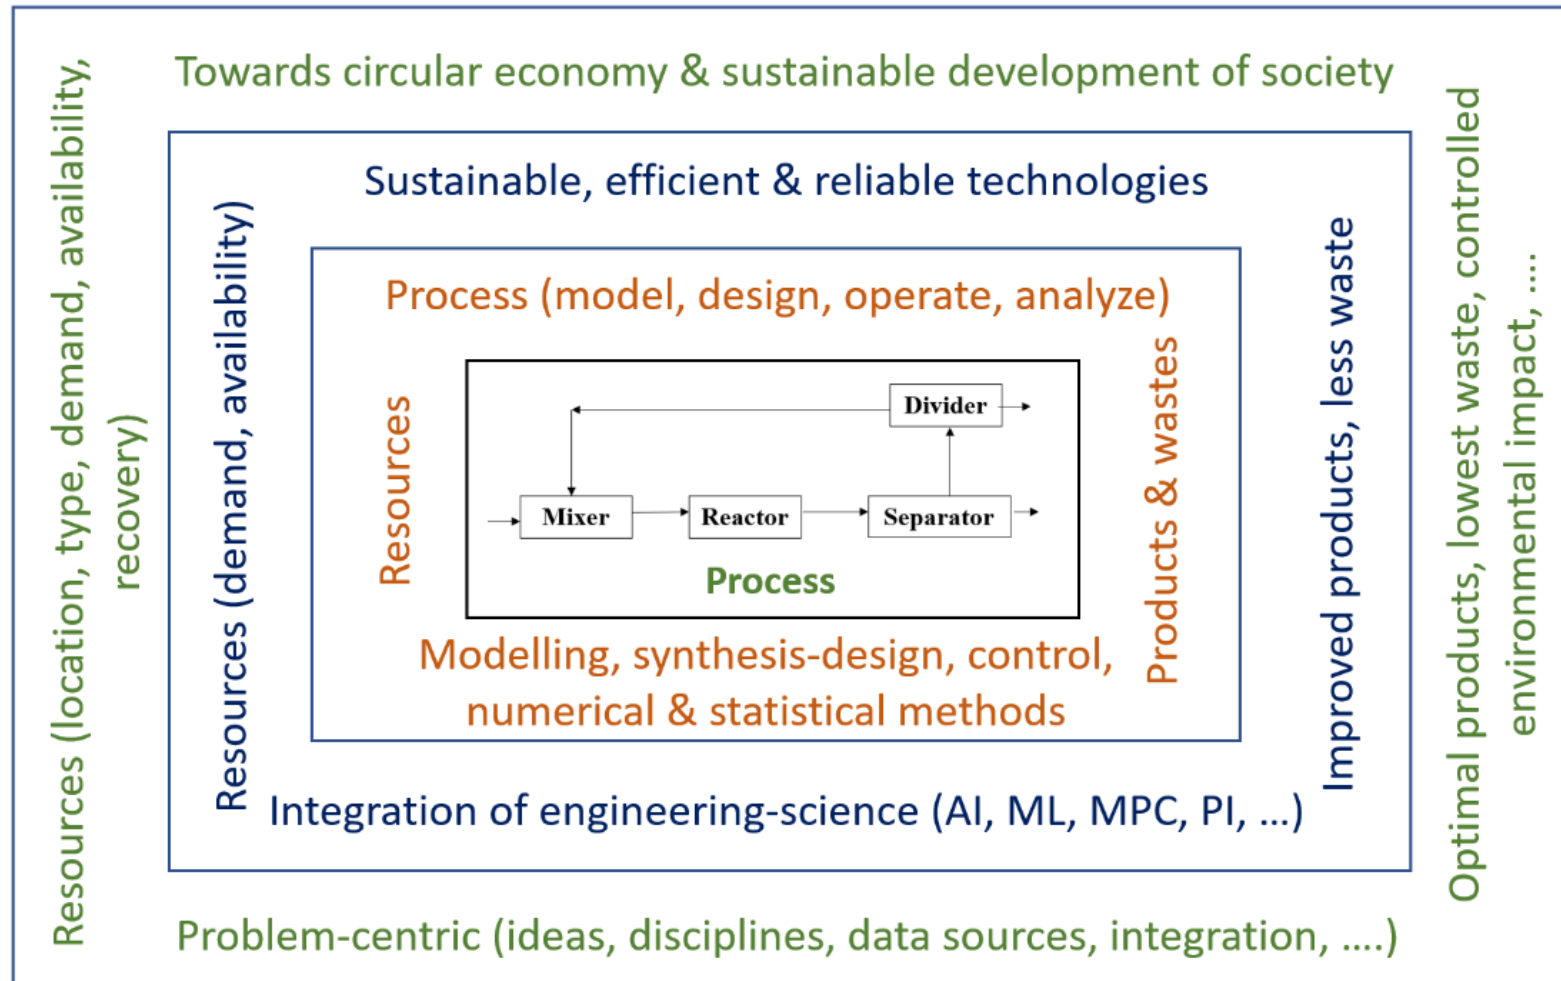 Towards circular economy & sustainable development of society
Resources (location, type, demand, availability,
recovery)
Optimal products, lowest waste, controlled
environmental impact, ....
Sustainable, efficient & reliable technologies
Resources (demand, availability)
Improved products, less waste
Process (model, design, operate, analyze)
Resources
Products & wastes
Divider
Mixer
Reactor
Separator
Process
Modelling, synthesis-design, control,
numerical & statistical methods
Integration of engineering-science (AI, ML, MPC, PI, ...)
Problem-centric (ideas, disciplines, data sources, integration, ....)